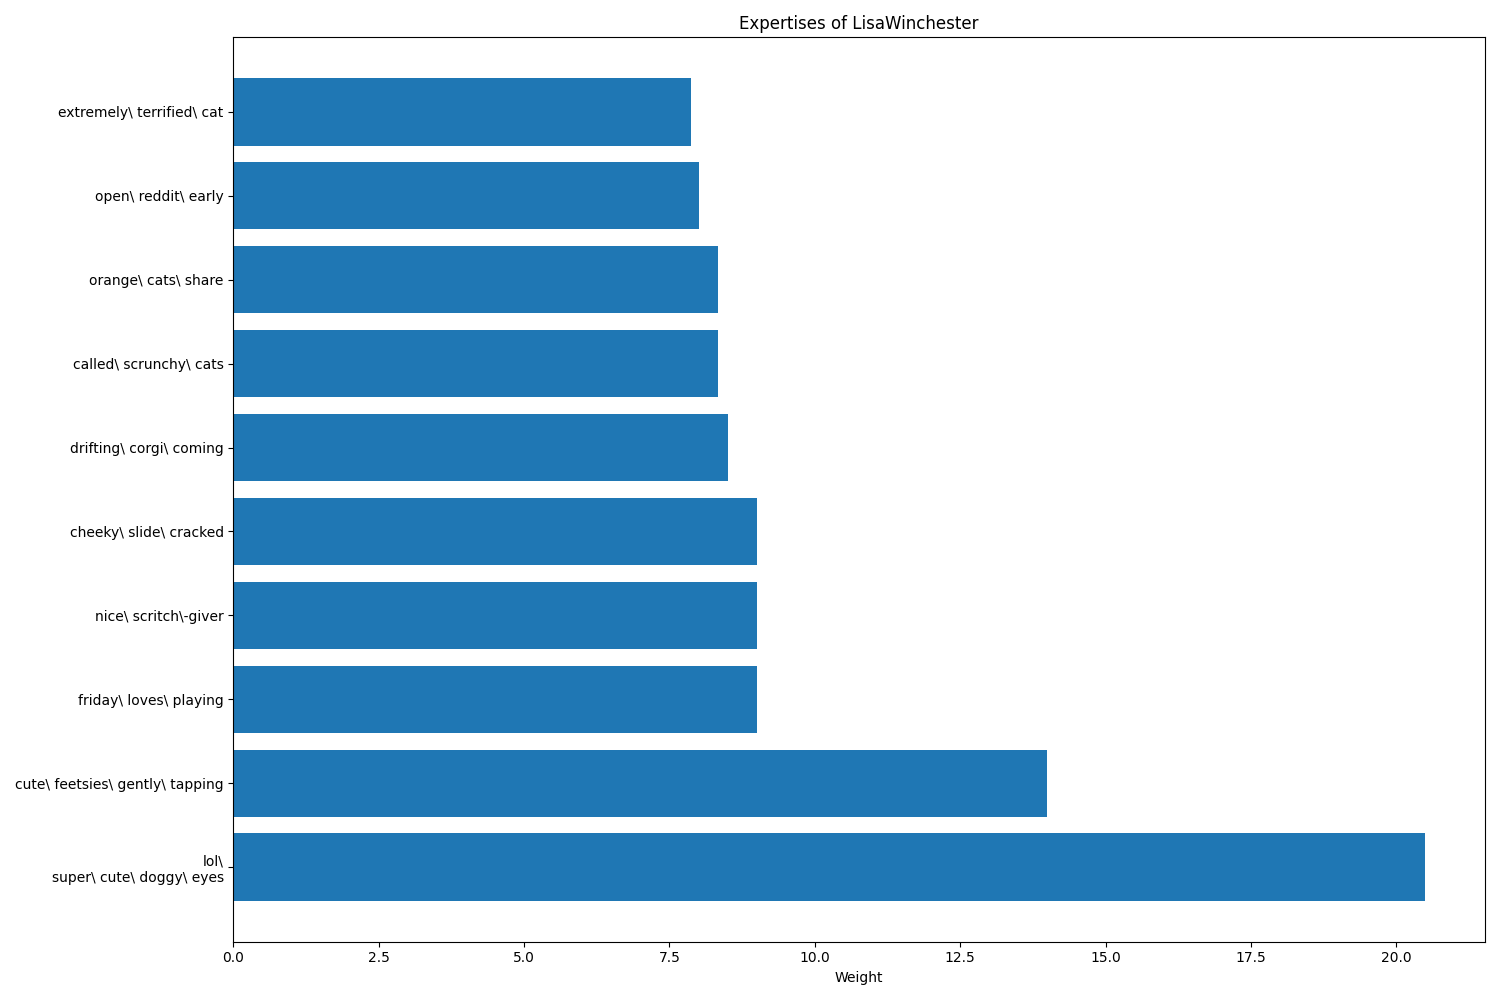 Expertises of LisaWinchester
extremely\ terrified\ cat
open\ reddit\ early
orange\ cats\ share
called\ scrunchy\ cats
drifting\ corgi\ coming
cheeky\ slide\ cracked
nice\ scritch\-giver
friday\ loves\ playing
cute\ feetsies\ gently\ tapping
lol\
super\ cute\ doggy\ eyes
0.0 2.5 5.0 7.5 10.0 12.5 15.0 17.5 20.0
Weight